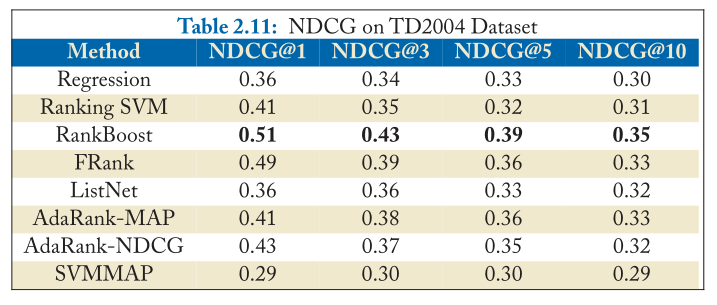 Table 2.11: NDCG on TD2004 Dataset
Method NDCG@1 NDCG@3 NDCG@5 NDCG@10
Regression 0.36 0.34 0.33 0.30
Ranking SVM 0.41 0.35 0.32 0.31
RankBoost 0.51 0.43 0.39 0.35
FRank 0.49 0.39 0.36 0.33
ListNet 0.36 0.36 0.33 0.32
AdaRank-MAP 0.41 0.38 0.36 0.33
AdaRank-NDCG 0.43 0.37 0.35 0.32
SVMMAP 0.29 0.30 0.30 0.29